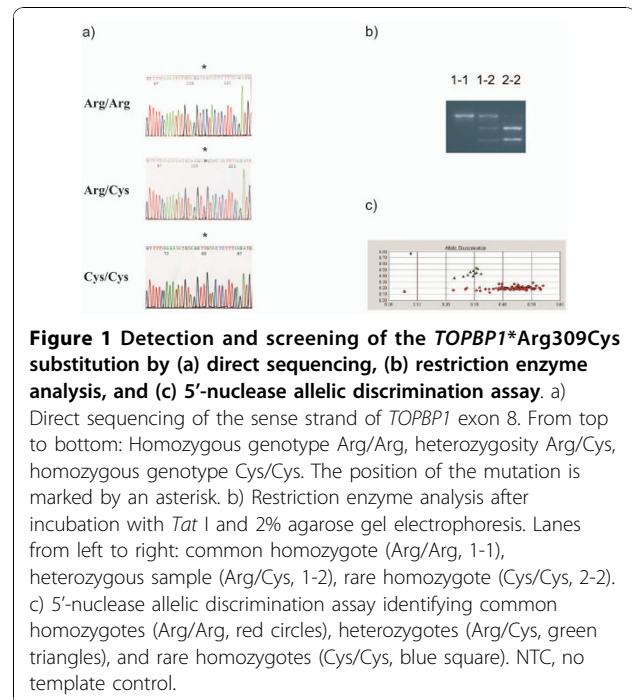 a)
b)
*
Arg/Arg
1-1 1-2 2-2
*
Arg/Cys
c)
*
Allelic Discrimination
Cys/Cys
Figure 1 Detection and screening of the TOPBP1*Arg309Cys
substitution by (a) direct sequencing, (b) restriction enzyme
analysis, and (c) 5’-nuclease allelic discrimination assay. a)
Direct sequencing of the sense strand of TOPBP1 exon 8. From top
to bottom: Homozygous genotype Arg/Arg, heterozygosity Arg/Cys,
homozygous genotype Cys/Cys. The position of the mutation is
marked by an asterisk. b) Restriction enzyme analysis after
incubation with Tat I and 2% agarose gel electrophoresis. Lanes
from left to right: common homozygote (Arg/Arg, 1-1),
heterozygous sample (Arg/Cys, 1-2), rare homozygote (Cys/Cys, 2-2).
c) 5’-nuclease allelic discrimination assay identifying common
homozygotes (Arg/Arg, red circles), heterozygotes (Arg/Cys, green
triangles), and rare homozygotes (Cys/Cys, blue square). NTC, no
template control.